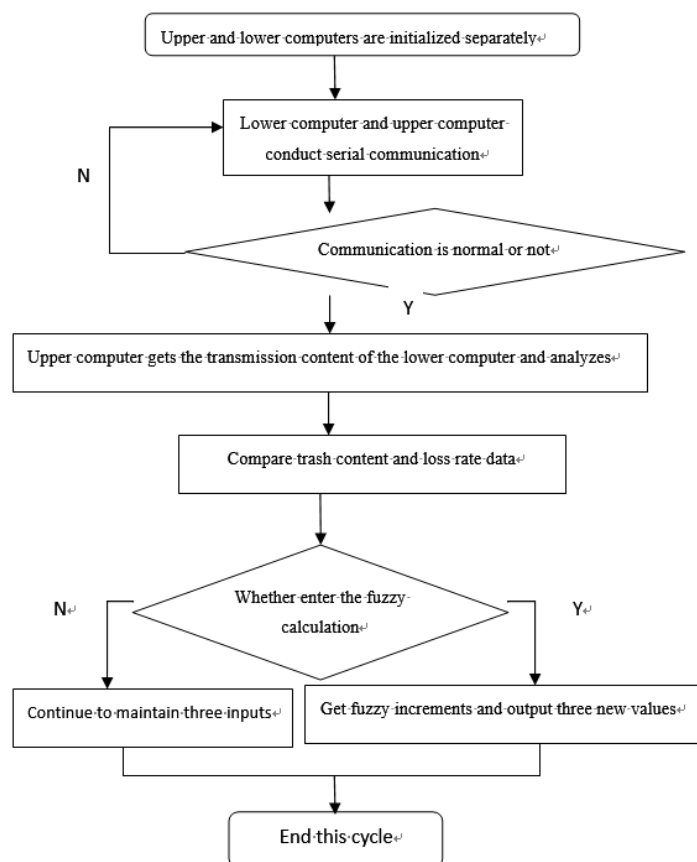 Upper and lower computers are initialized separately
Lower computer and upper computer
conduct serial communication
N
Communication is normal or not
Y
Upper computer gets the transmission content of the lower computer and analyzes
Compare trash content and loss rate data
Whether enter the fuzzy
calculation
N
Y
Continue to maintain three inputs
Get fuzzy increments and output three new values
End this cycle